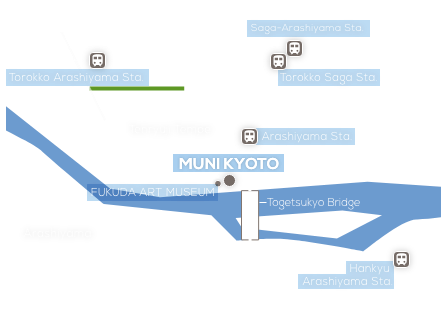 Saga-Arashiyama Sta.
Torokko Arashiyama Sta.
Torokko Saga Sta.
Arashiyama Sta.
MUNI KYOTO
FUKUDA ART MUSEUM
Togetsukyo Bridge
Hankyu
Arashiyama Sta